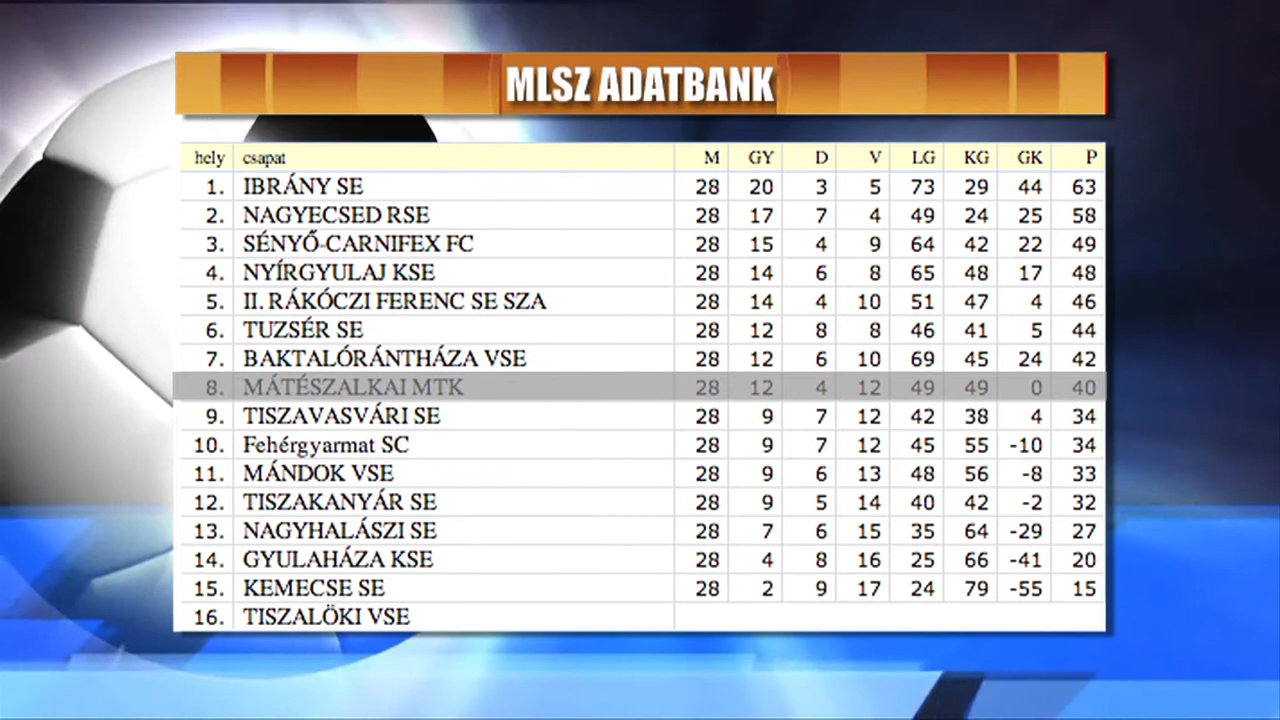 MLSZ ADATBANK
hely csapat M GY D V LG KG GK P
1. IBRÁNY SE 28 20 3 5 73 29 44 63
2. NAGYECSED RSE 28 17 7 4 49 24 25 58
3. SÉNYŐ-CARNIFEX FC 28 15 4 9 64 42 22 49
4. NYÍRGYULAJ KSE 28 14 6 8 65 48 17 48
5. II. RÁKÓCZI FERENC SE SZA 28 14 4 10 51 47 4 46
6. TUZSÉR SE 28 12 8 8 46 41 5 44
7. BAKTALÓRÁNTHÁZA VSE 28 12 6 10 69 45 24 42
8. MÁTÉSZALKAI MTK 28 12 4 12 49 49 0 40
9. TISZAVASVÁRI SE 28 9 7 12 42 38 4 34
10. Fehérgyarmat SC 28 9 7 12 45 55 -10 34
11. MÁNDOK VSE 28 9 6 13 48 56 -8 33
12. TISZAKANYÁR SE 28 9 5 14 40 42 -2 32
13. NAGYHALÁSZI SE 28 7 6 15 35 64 -29 27
14. GYULAHÁZA KSE 28 4 8 16 25 66 -41 20
15. KEMECSE SE 28 2 9 17 24 79 -55 15
16. TISZALÖKI VSE